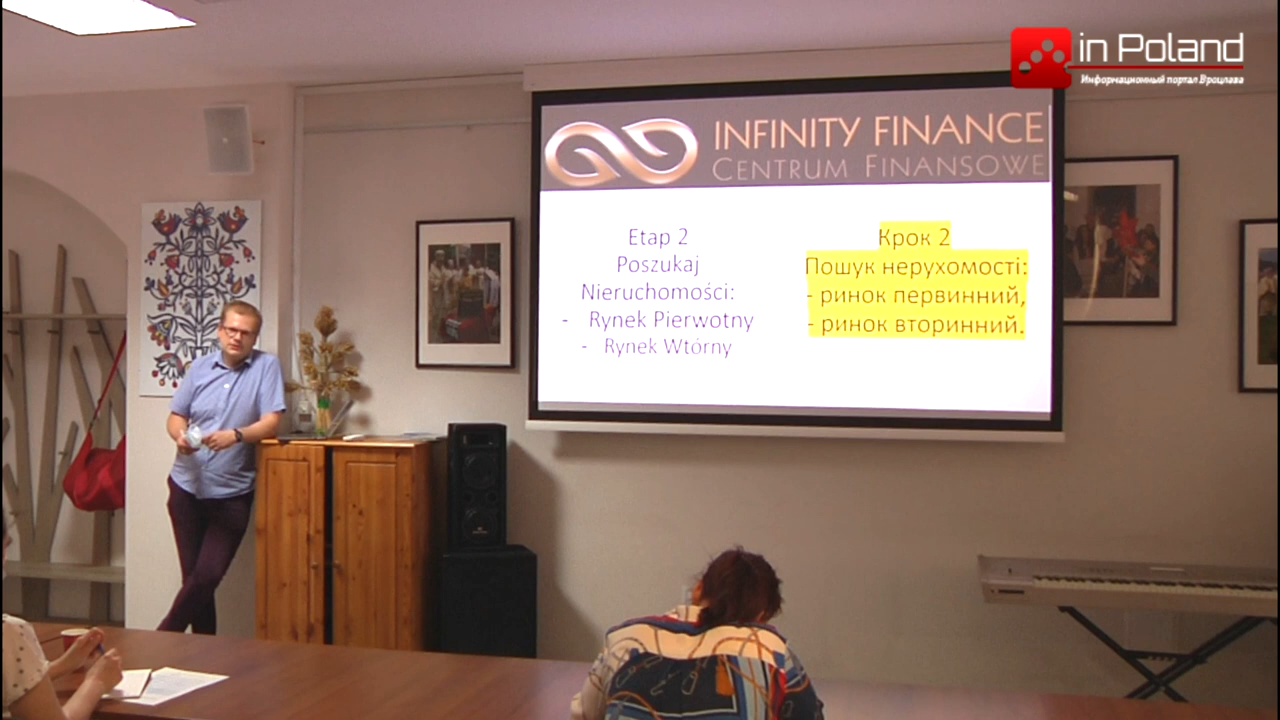 in Poland
Информационный портал Вроцлава
INFINITY FINANCE
CENTRUM FINANSOWE
Etap 2
Poszukaj
Nieruchomości:
- Rynek Pierwotny
- Rynek Wtórny
Крок 2
Пошук нерухомості:
- ринок первинний,
- ринок вторинний.